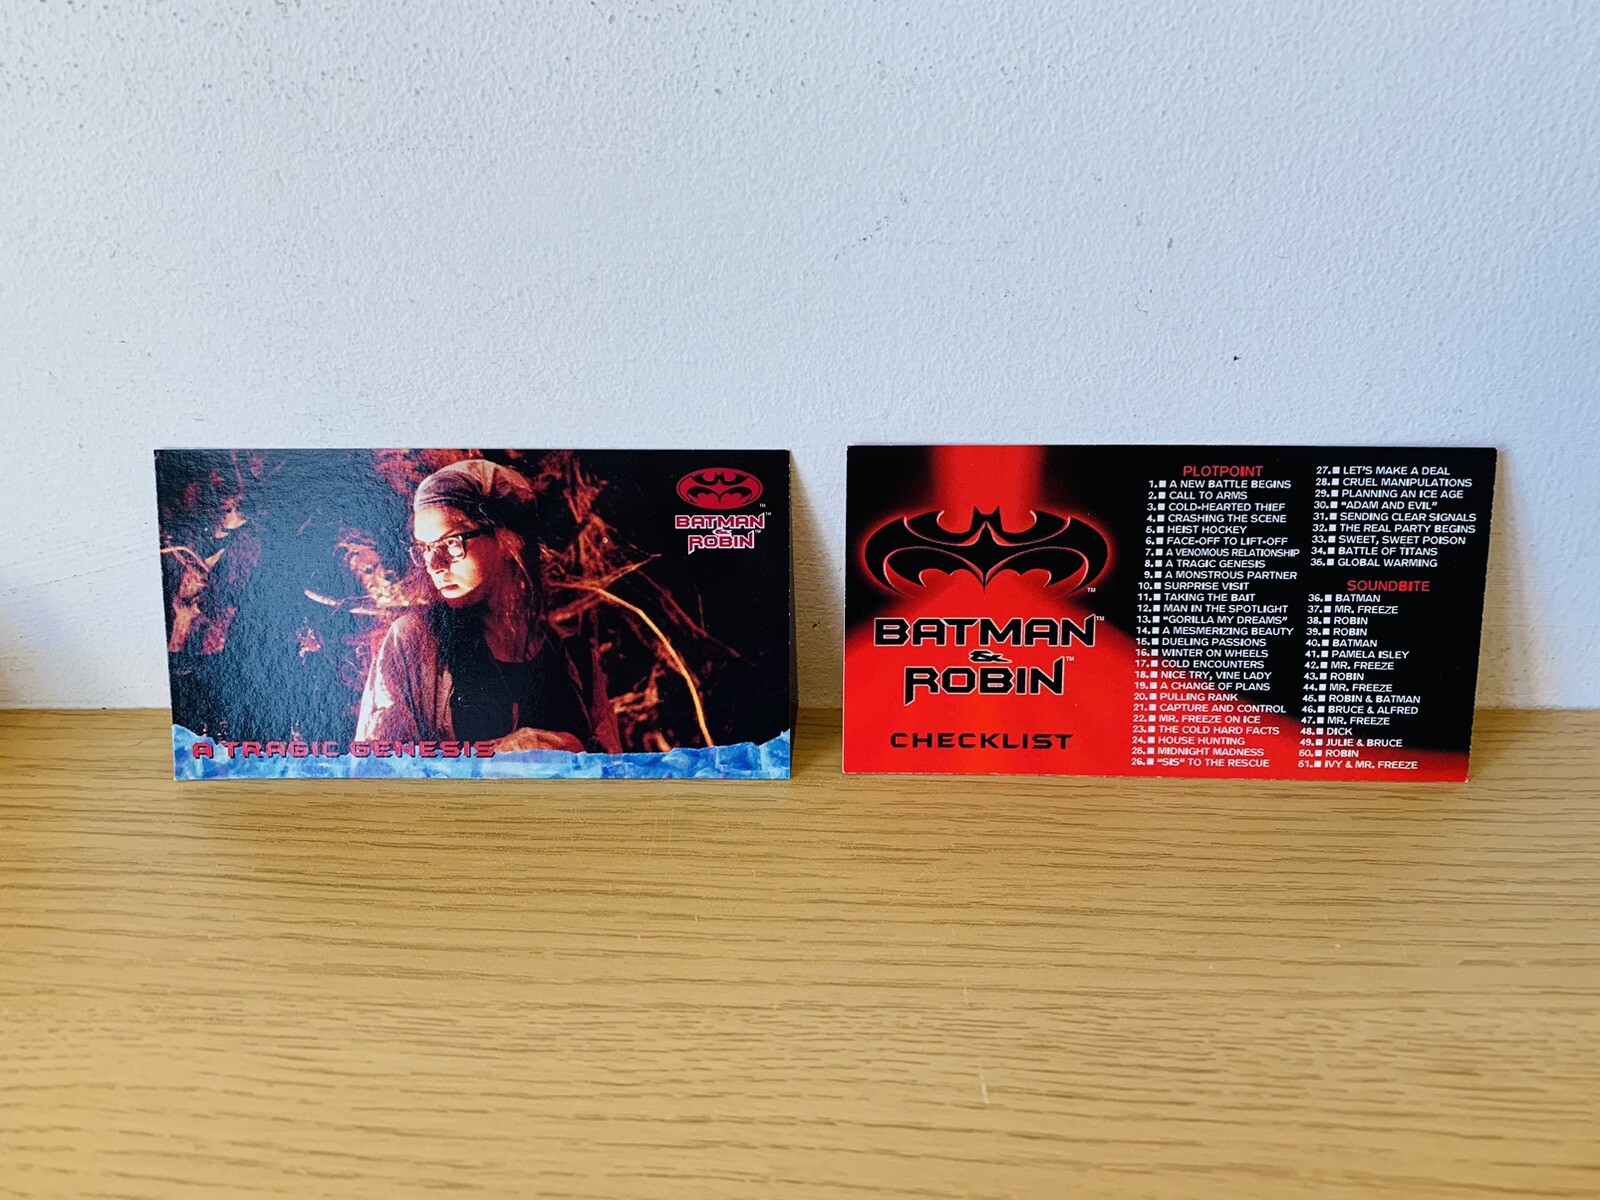 BATMAN™
&
ROBIN™
A TRAGIC GENESIS
™
BATMAN™
&
ROBIN™
CHECKLIST
PLOTPOINT
1.■ A NEW BATTLE BEGINS
2.■ CALL TO ARMS
3.■ COLD-HEARTED THIEF
4.■ CRASHING THE SCENE
5.■ HEIST HOCKEY
6.■ FACE-OFF TO LIFT-OFF
7.■ A VENOMOUS RELATIONSHIP
8.■ A TRAGIC GENESIS
9.■ A MONSTROUS PARTNER
10.■ SURPRISE VISIT
11.■ TAKING THE BAIT
12.■ MAN IN THE SPOTLIGHT
13.■ "GORILLA MY DREAMS"
14.■ A MESMERIZING BEAUTY
15.■ DUELING PASSIONS
16.■ WINTER ON WHEELS
17.■ COLD ENCOUNTERS
18.■ NICE TRY, VINE LADY
19.■ A CHANGE OF PLANS
20.■ PULLING RANK
21.■ CAPTURE AND CONTROL
22.■ MR. FREEZE ON ICE
23.■ THE COLD HARD FACTS
24.■ HOUSE HUNTING
25.■ MIDNIGHT MADNESS
26.■ "SIS" TO THE RESCUE
27.■ LET'S MAKE A DEAL
28.■ CRUEL MANIPULATIONS
29.■ PLANNING AN ICE AGE
30.■ "ADAM AND EVIL"
31.■ SENDING CLEAR SIGNALS
32.■ THE REAL PARTY BEGINS
33.■ SWEET, SWEET POISON
34.■ BATTLE OF TITANS
35.■ GLOBAL WARMING
SOUNDBITE
36.■ BATMAN
37.■ MR. FREEZE
38.■ ROBIN
39.■ ROBIN
40.■ BATMAN
41.■ PAMELA ISLEY
42.■ MR. FREEZE
43.■ ROBIN
44.■ MR. FREEZE
45.■ ROBIN & BATMAN
46.■ BRUCE & ALFRED
47.■ MR. FREEZE
48.■ DICK
49.■ JULIE & BRUCE
50.■ ROBIN
51.■ IVY & MR. FREEZE